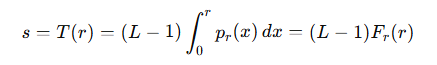 s = T(r) = (L − 1) ∫₀ʳ pᵣ(x) dx = (L − 1)Fᵣ(r)